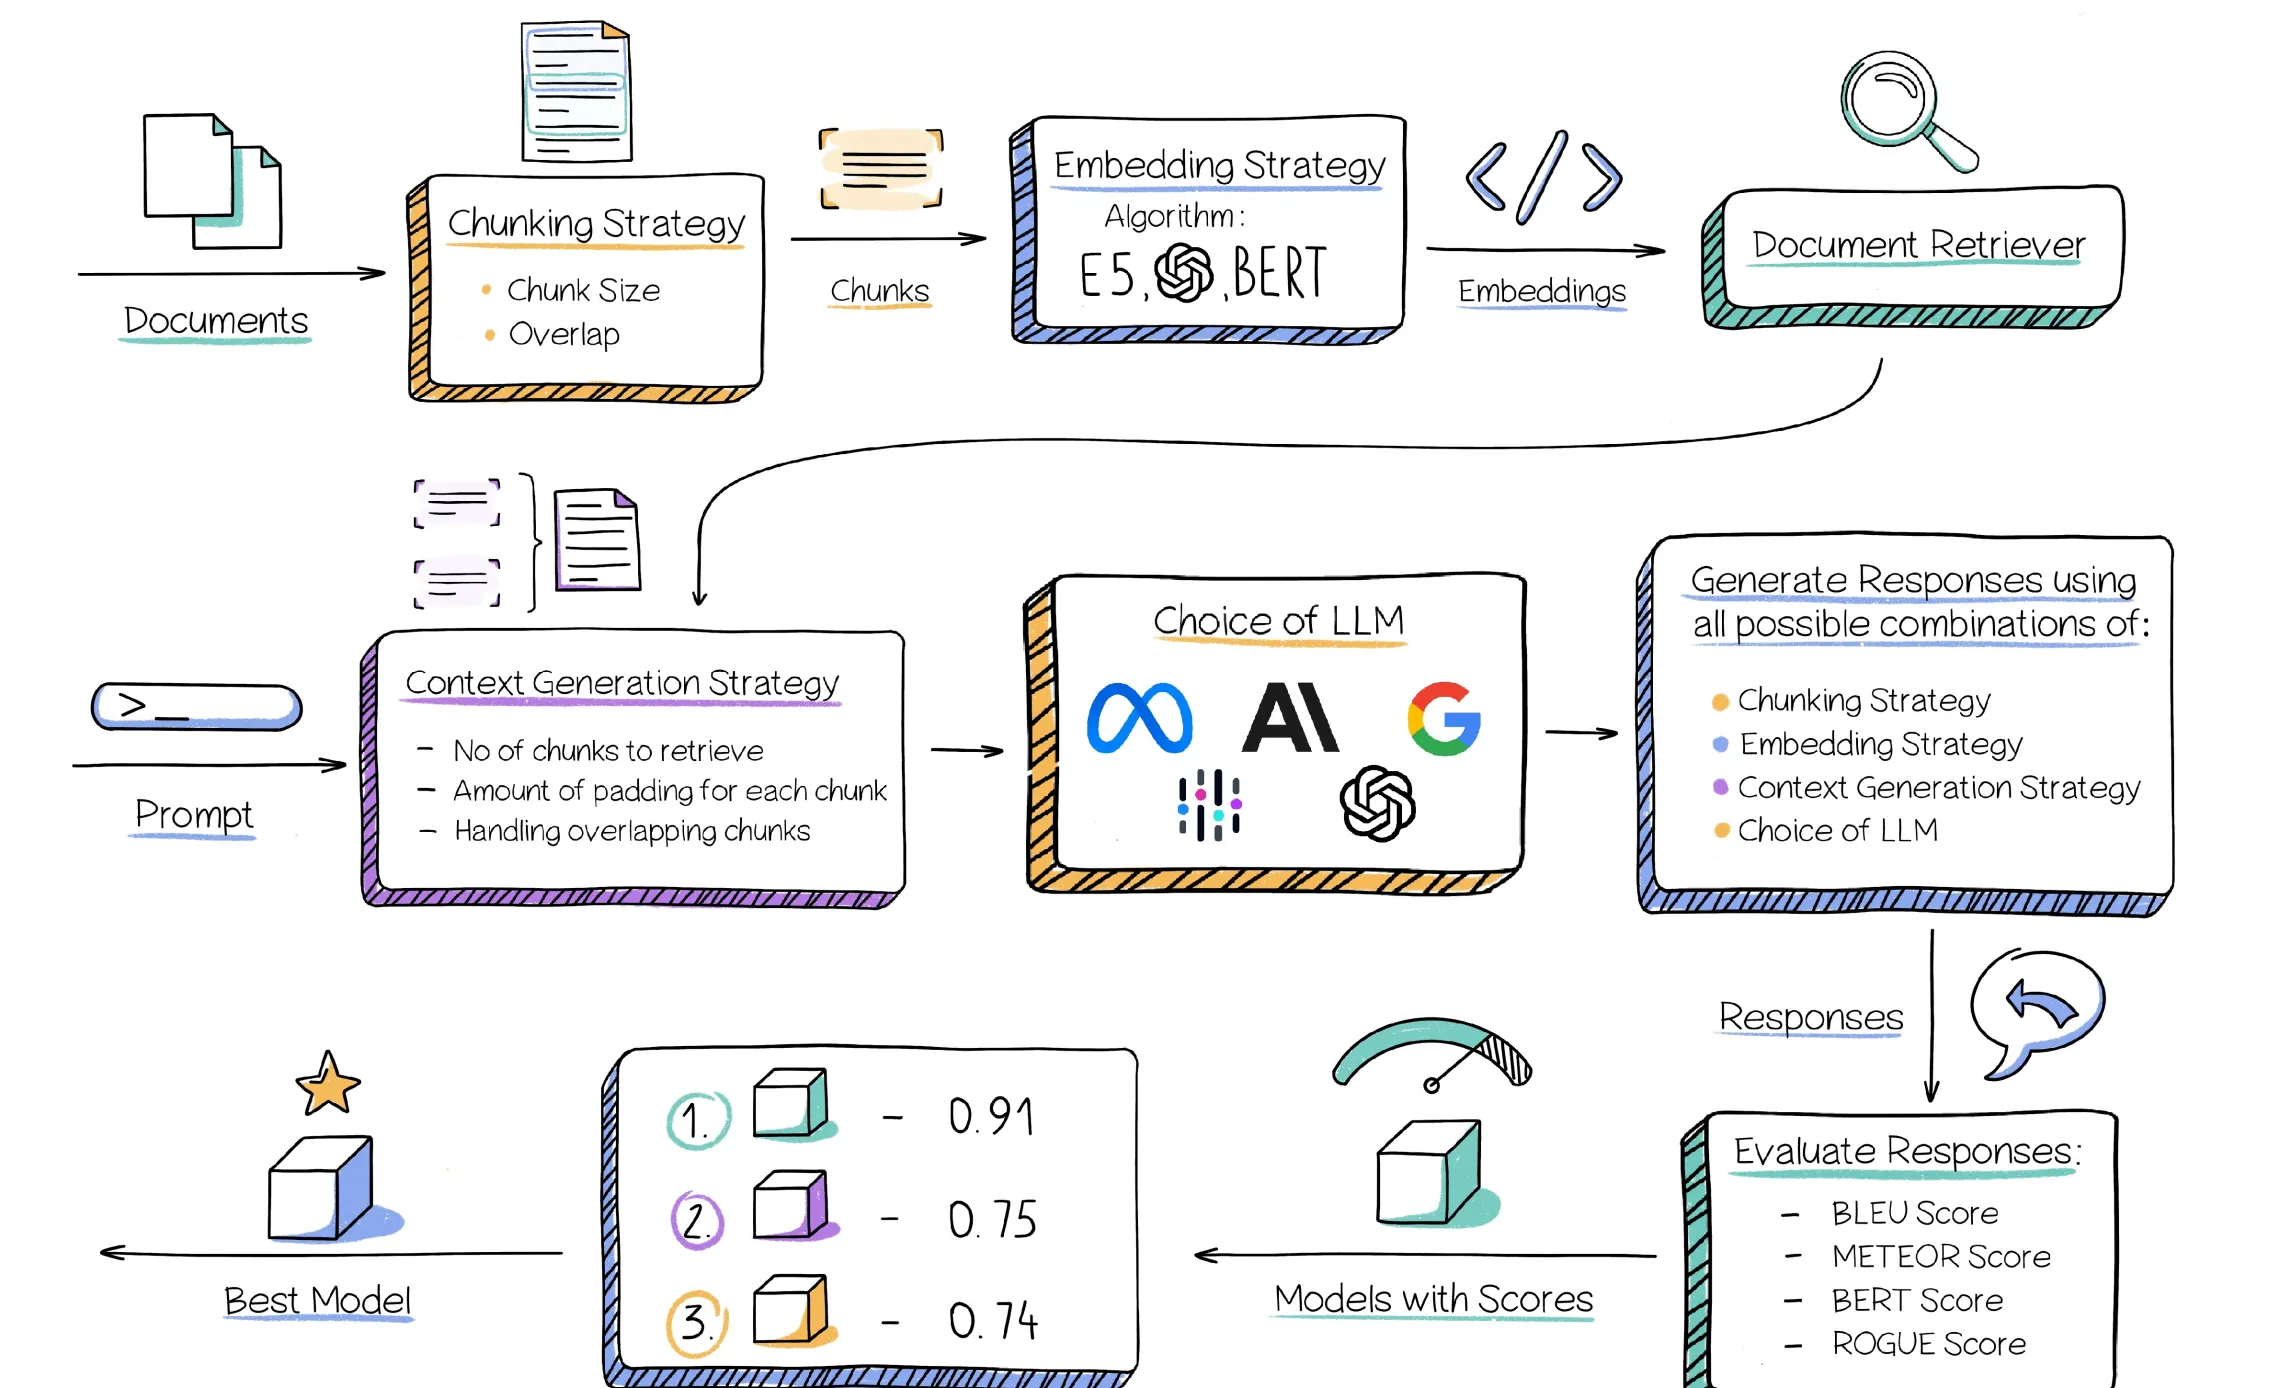 Documents
Chunking Strategy
• Chunk Size
• Overlap
Chunks
Embedding Strategy
Algorithm:
E5, , BERT
Embeddings
Document Retriever
>_
Prompt
Context Generation Strategy
– No of chunks to retrieve
– Amount of padding for each chunk
– Handling overlapping chunks
Choice of LLM
Generate Responses using
all possible combinations of:
• Chunking Strategy
• Embedding Strategy
• Context Generation Strategy
• Choice of LLM
Responses
Evaluate Responses:
– BLEU Score
– METEOR Score
– BERT Score
– ROGUE Score
Models with Scores
1. – 0.91
2. – 0.75
3. – 0.74
Best Model